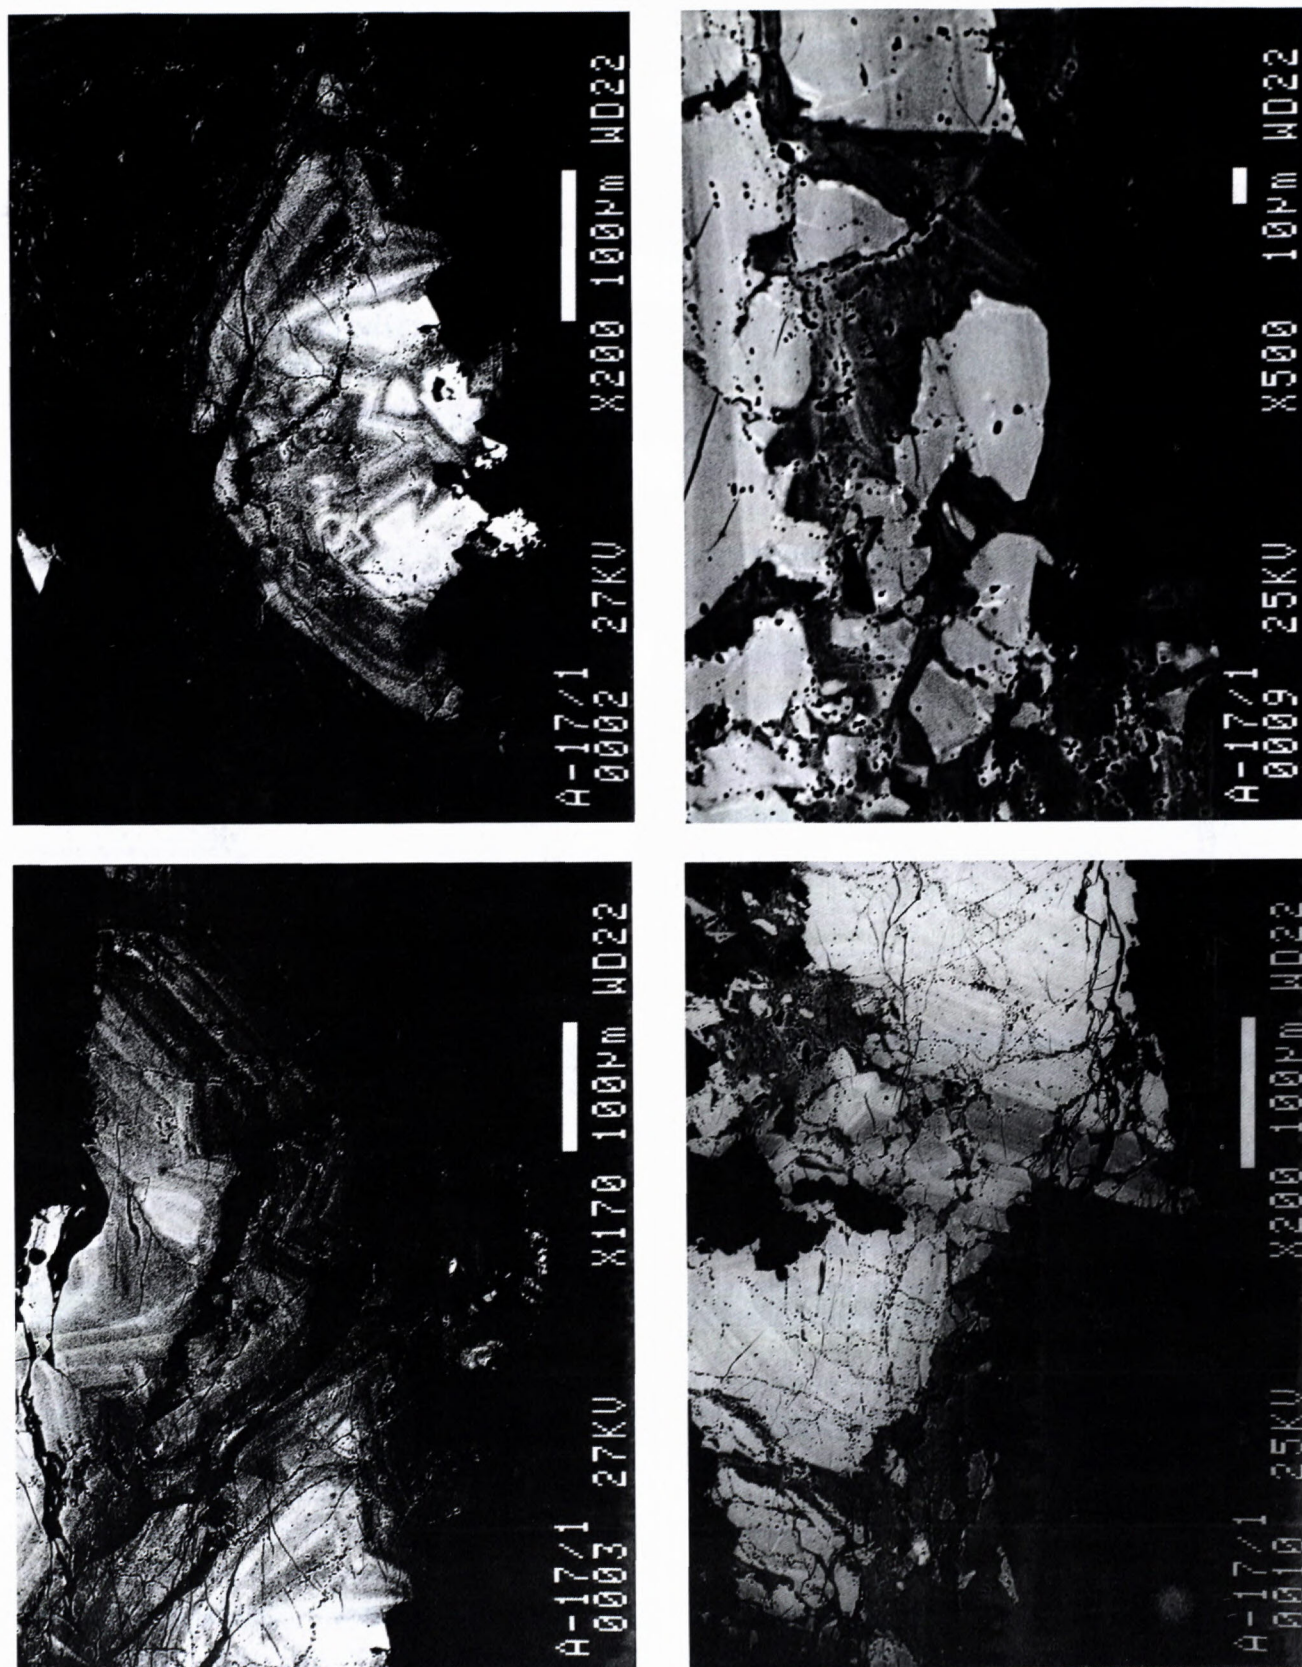 A-17/1
0002 27KV X200 100µm WD22
A-17/1
0009 25KV X500 10µm WD22
A-17/1
0003 27KV X170 100µm WD22
A-17/1
0010 25KV X200 100µm WD22